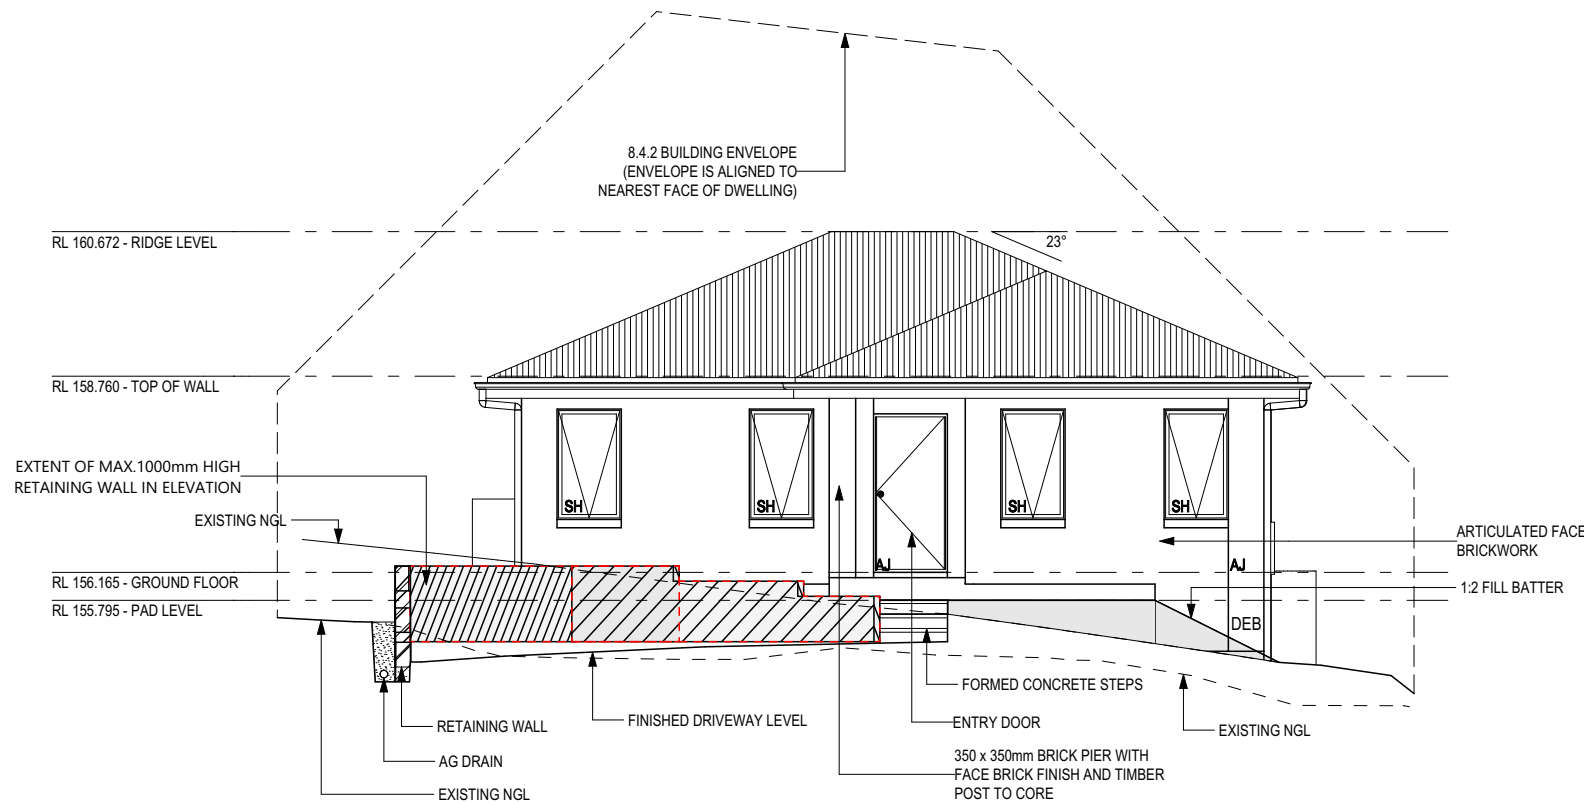 8.4.2 BUILDING ENVELOPE
(ENVELOPE IS ALIGNED TO
NEAREST FACE OF DWELLING)
RL 160.672 - RIDGE LEVEL
23°
RL 158.760 - TOP OF WALL
EXTENT OF MAX.1000mm HIGH
RETAINING WALL IN ELEVATION
SH
SH
SH
SH
EXISTING NGL
ARTICULATED FACE
BRICKWORK
AJ
AJ
RL 156.165 - GROUND FLOOR
1:2 FILL BATTER
RL 155.795 - PAD LEVEL
DEB
FORMED CONCRETE STEPS
RETAINING WALL
FINISHED DRIVEWAY LEVEL
ENTRY DOOR
EXISTING NGL
AG DRAIN
350 x 350mm BRICK PIER WITH
FACE BRICK FINISH AND TIMBER
POST TO CORE
EXISTING NGL